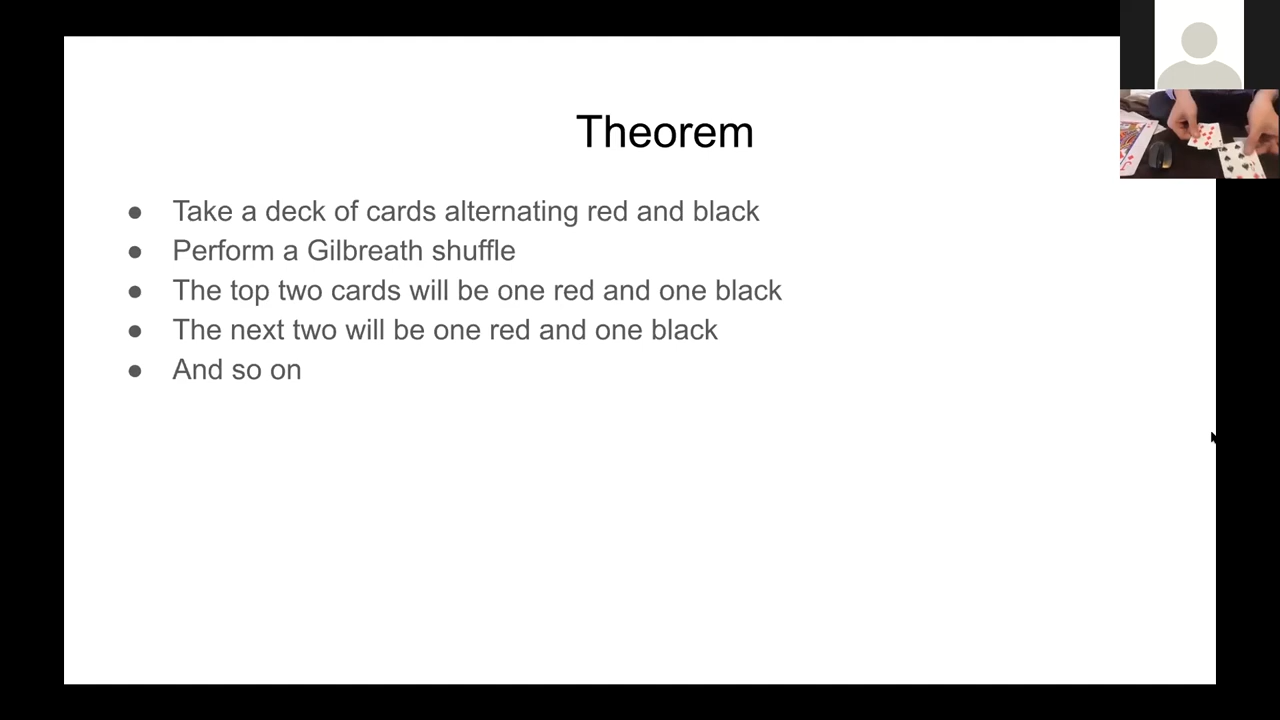 Theorem
● Take a deck of cards alternating red and black
● Perform a Gilbreath shuffle
● The top two cards will be one red and one black
● The next two will be one red and one black
● And so on